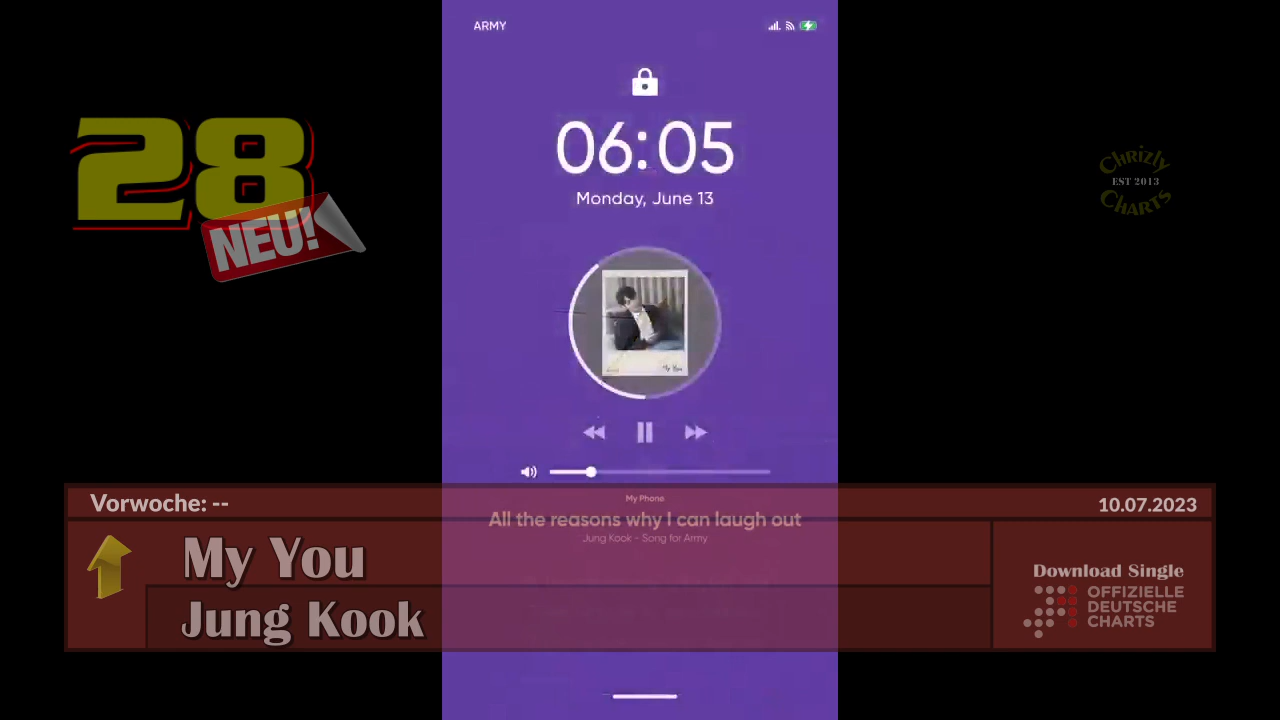 ARMY
06:05
Monday, June 13
28
NEU!
Chrizly
EST 2013
Charts
My You
My Phone
All the reasons why I can laugh out
Jung Kook - Song for Army
Vorwoche: --
10.07.2023
My You
Jung Kook
Download Single
OFFIZIELLE
DEUTSCHE
CHARTS